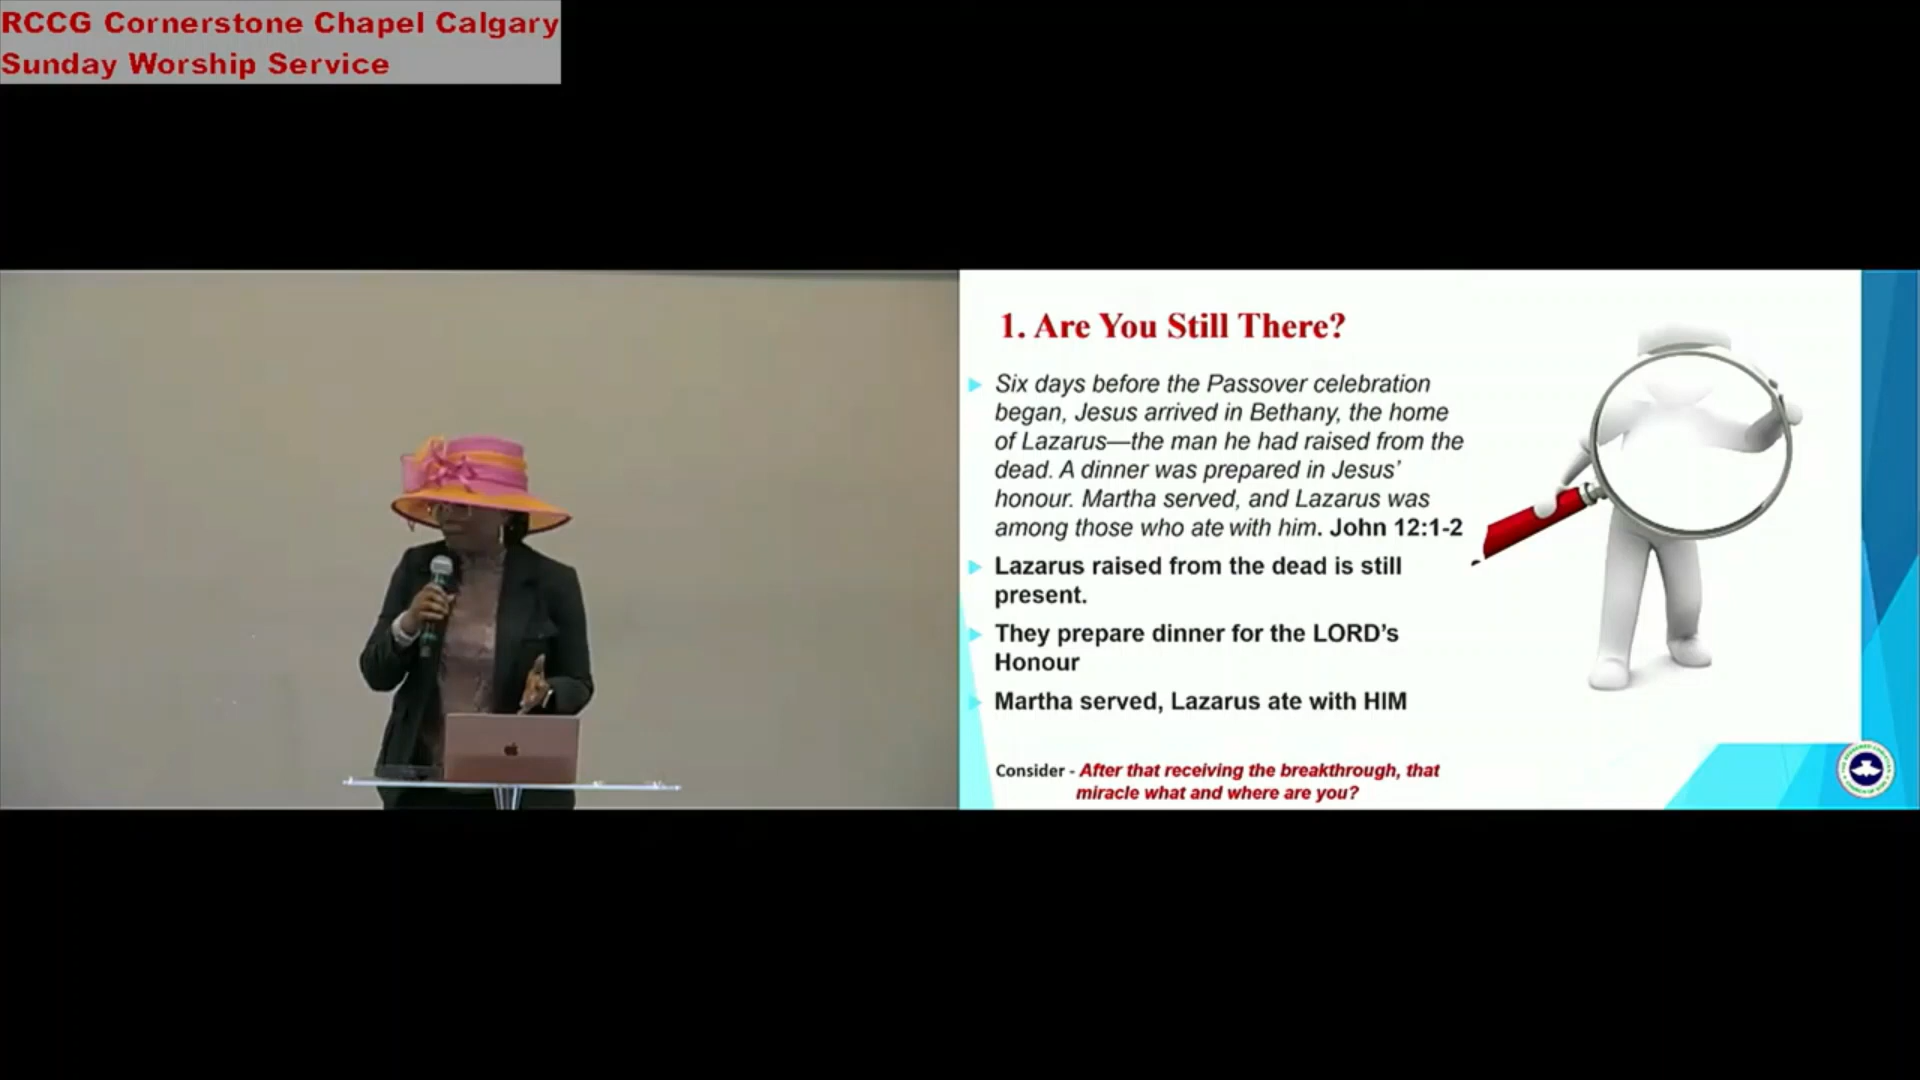 RCCG Cornerstone Chapel Calgary
Sunday Worship Service
1. Are You Still There?
Six days before the Passover celebration
began, Jesus arrived in Bethany, the home
of Lazarus—the man he had raised from the
dead. A dinner was prepared in Jesus'
honour. Martha served, and Lazarus was
among those who ate with him. John 12:1-2
Lazarus raised from the dead is still
present.
They prepare dinner for the LORD's
Honour
Martha served, Lazarus ate with HIM
Consider - After that receiving the breakthrough, that
miracle what and where are you?